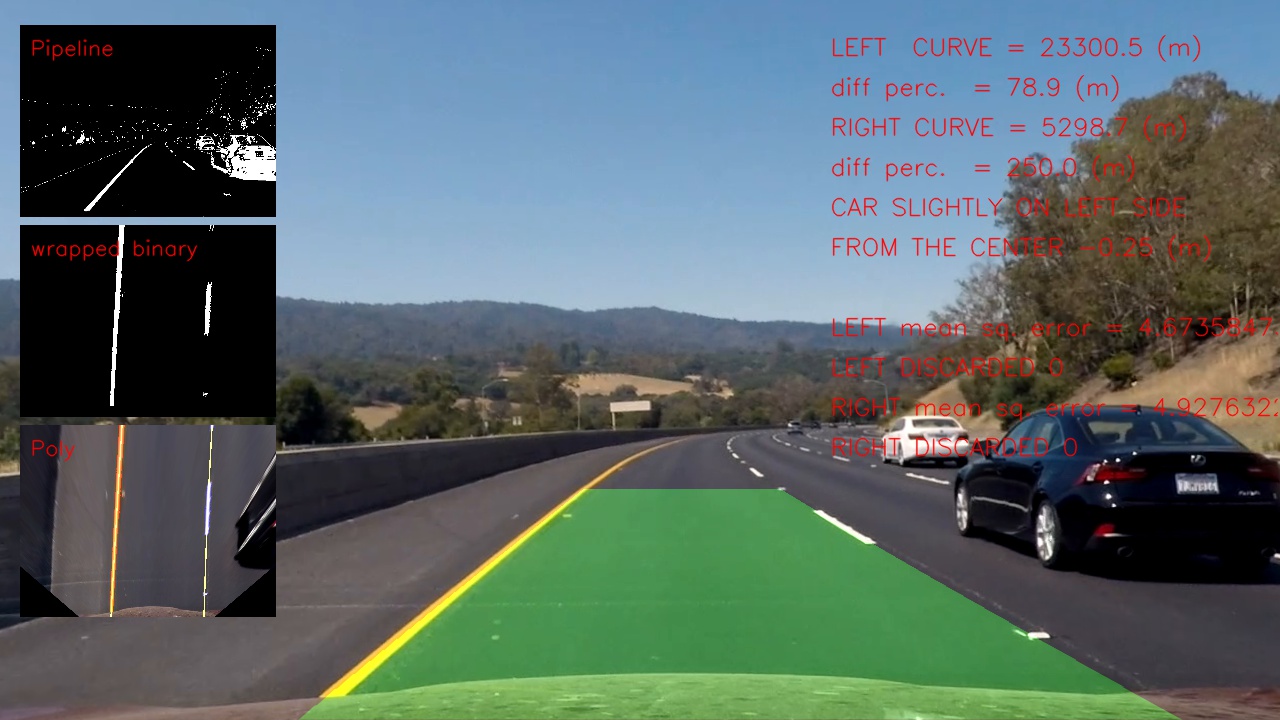 Pipeline
wrapped binary
Poly
LEFT CURVE = 23300.5 (m)
diff perc. = 78.9 (m)
RIGHT CURVE = 5298.7 (m)
diff perc. = 250.0 (m)
CAR SLIGHTLY ON LEFT SIDE
FROM THE CENTER -0.25 (m)
LEFT mean sq. error = 4.6735847
LEFT DISCARDED 0
RIGHT mean sq. error = 4.927632
RIGHT DISCARDED 0